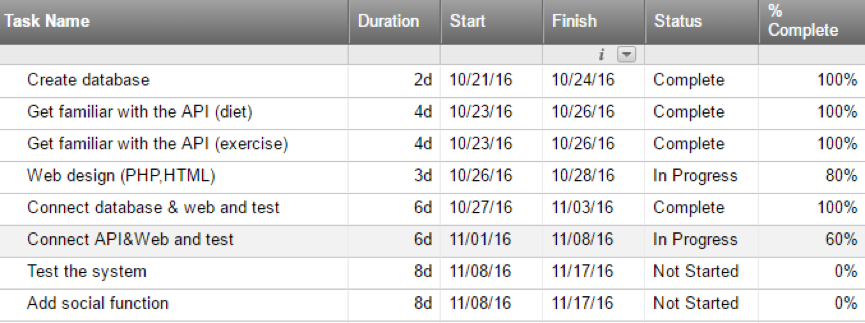 Task Name Duration Start Finish Status % Complete
i
Create database 2d 10/21/16 10/24/16 Complete 100%
Get familiar with the API (diet) 4d 10/23/16 10/26/16 Complete 100%
Get familiar with the API (exercise) 4d 10/23/16 10/26/16 Complete 100%
Web design (PHP,HTML) 3d 10/26/16 10/28/16 In Progress 80%
Connect database & web and test 6d 10/27/16 11/03/16 Complete 100%
Connect API&Web and test 6d 11/01/16 11/08/16 In Progress 60%
Test the system 8d 11/08/16 11/17/16 Not Started 0%
Add social function 8d 11/08/16 11/17/16 Not Started 0%